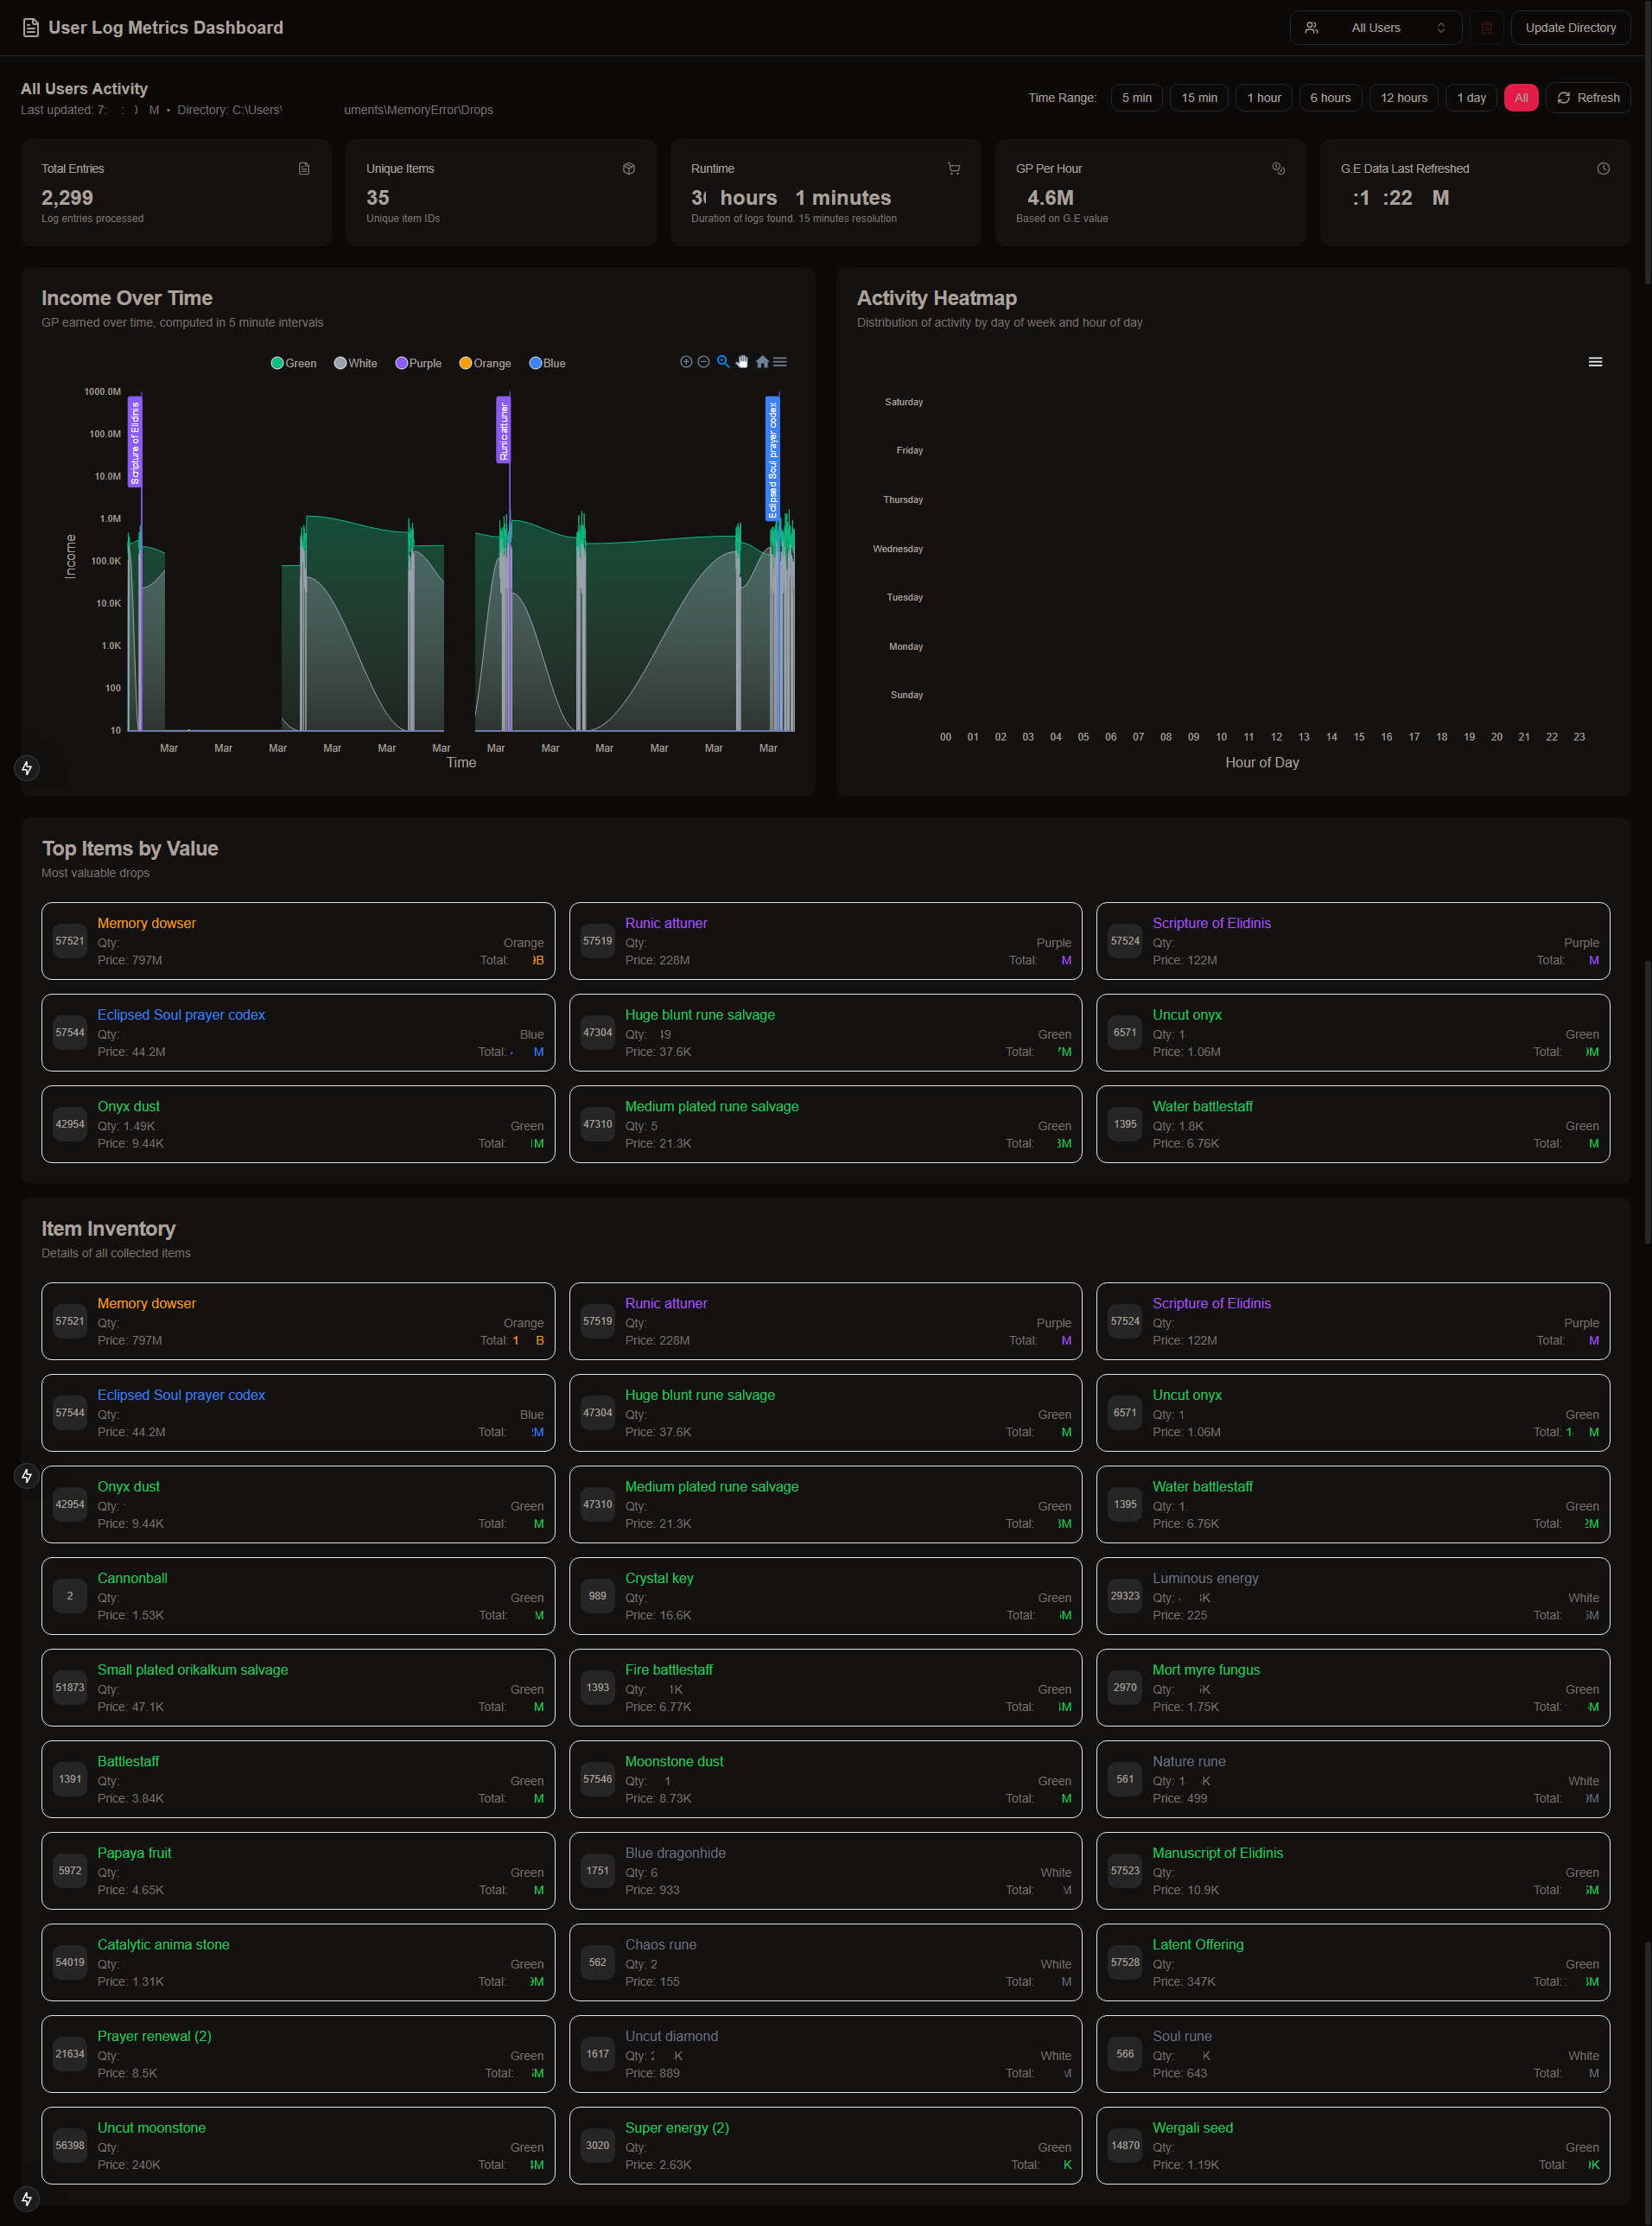 User Log Metrics Dashboard
All Users
Update Directory
All Users Activity
Last updated: 7: : M • Directory: C:\Users\ uments\MemoryError\Drops
Time Range: 5 min 15 min 1 hour 6 hours 12 hours 1 day All Refresh
Total Entries
2,299
Log entries processed
Unique Items
35
Unique item IDs
Runtime
hours 1 minutes
Duration of logs found. 15 minutes resolution
GP Per Hour
4.6M
Based on G.E value
G.E Data Last Refreshed
:1 :22 M
Income Over Time
GP earned over time, computed in 5 minute intervals
Green White Purple Orange Blue
1000.0M
100.0M
10.0M
1.0M
100.0K
10.0K
1.0K
100
10
Income
Scripture of Elidinis
Runic attuner
Eclipsed Soul prayer codex
Mar Mar Mar Mar Mar Mar Mar Mar Mar Mar Mar Mar
Time
Activity Heatmap
Distribution of activity by day of week and hour of day
Saturday
Friday
Thursday
Wednesday
Tuesday
Monday
Sunday
00 01 02 03 04 05 06 07 08 09 10 11 12 13 14 15 16 17 18 19 20 21 22 23
Hour of Day
Top Items by Value
Most valuable drops
57521
Memory dowser
Qty: Orange
Price: 797M Total: B
57519
Runic attuner
Qty: Purple
Price: 228M Total: M
57524
Scripture of Elidinis
Qty: Purple
Price: 122M Total: M
57544
Eclipsed Soul prayer codex
Qty: Blue
Price: 44.2M Total: M
47304
Huge blunt rune salvage
Qty: 9 Green
Price: 37.6K Total: M
6571
Uncut onyx
Qty: 1 Green
Price: 1.06M Total: M
42954
Onyx dust
Qty: 1.49K Green
Price: 9.44K Total: M
47310
Medium plated rune salvage
Qty: 5 Green
Price: 21.3K Total: M
1395
Water battlestaff
Qty: 1.8K Green
Price: 6.76K Total: M
Item Inventory
Details of all collected items
57521
Memory dowser
Qty: Orange
Price: 797M Total: 1 B
57519
Runic attuner
Qty: Purple
Price: 228M Total: M
57524
Scripture of Elidinis
Qty: Purple
Price: 122M Total: M
57544
Eclipsed Soul prayer codex
Qty: Blue
Price: 44.2M Total: M
47304
Huge blunt rune salvage
Qty: Green
Price: 37.6K Total: M
6571
Uncut onyx
Qty: 1 Green
Price: 1.06M Total: 1 M
42954
Onyx dust
Qty: Green
Price: 9.44K Total: M
47310
Medium plated rune salvage
Qty: Green
Price: 21.3K Total: M
1395
Water battlestaff
Qty: 1. Green
Price: 6.76K Total: M
2
Cannonball
Qty: Green
Price: 1.53K Total: M
989
Crystal key
Qty: Green
Price: 16.6K Total: M
29323
Luminous energy
Qty: K White
Price: 225 Total: M
51873
Small plated orikalkum salvage
Qty: Green
Price: 47.1K Total: M
1393
Fire battlestaff
Qty: 1K Green
Price: 6.77K Total: M
2970
Mort myre fungus
Qty: K Green
Price: 1.75K Total: M
1391
Battlestaff
Qty: Green
Price: 3.84K Total: M
57546
Moonstone dust
Qty: 1 Green
Price: 8.73K Total: M
561
Nature rune
Qty: 1 K White
Price: 499 Total: M
5972
Papaya fruit
Qty: Green
Price: 4.65K Total: M
1751
Blue dragonhide
Qty: 6 White
Price: 933 Total: M
57523
Manuscript of Elidinis
Qty: Green
Price: 10.9K Total: M
54019
Catalytic anima stone
Qty: Green
Price: 1.31K Total: M
562
Chaos rune
Qty: 2 White
Price: 155 Total: M
57528
Latent Offering
Qty: Green
Price: 347K Total: M
21634
Prayer renewal (2)
Qty: Green
Price: 8.5K Total: M
1617
Uncut diamond
Qty: K White
Price: 889 Total: M
566
Soul rune
Qty: K White
Price: 643 Total: M
56398
Uncut moonstone
Qty: Green
Price: 240K Total: M
3020
Super energy (2)
Qty: Green
Price: 2.63K Total: K
14870
Wergali seed
Qty: Green
Price: 1.19K Total: K